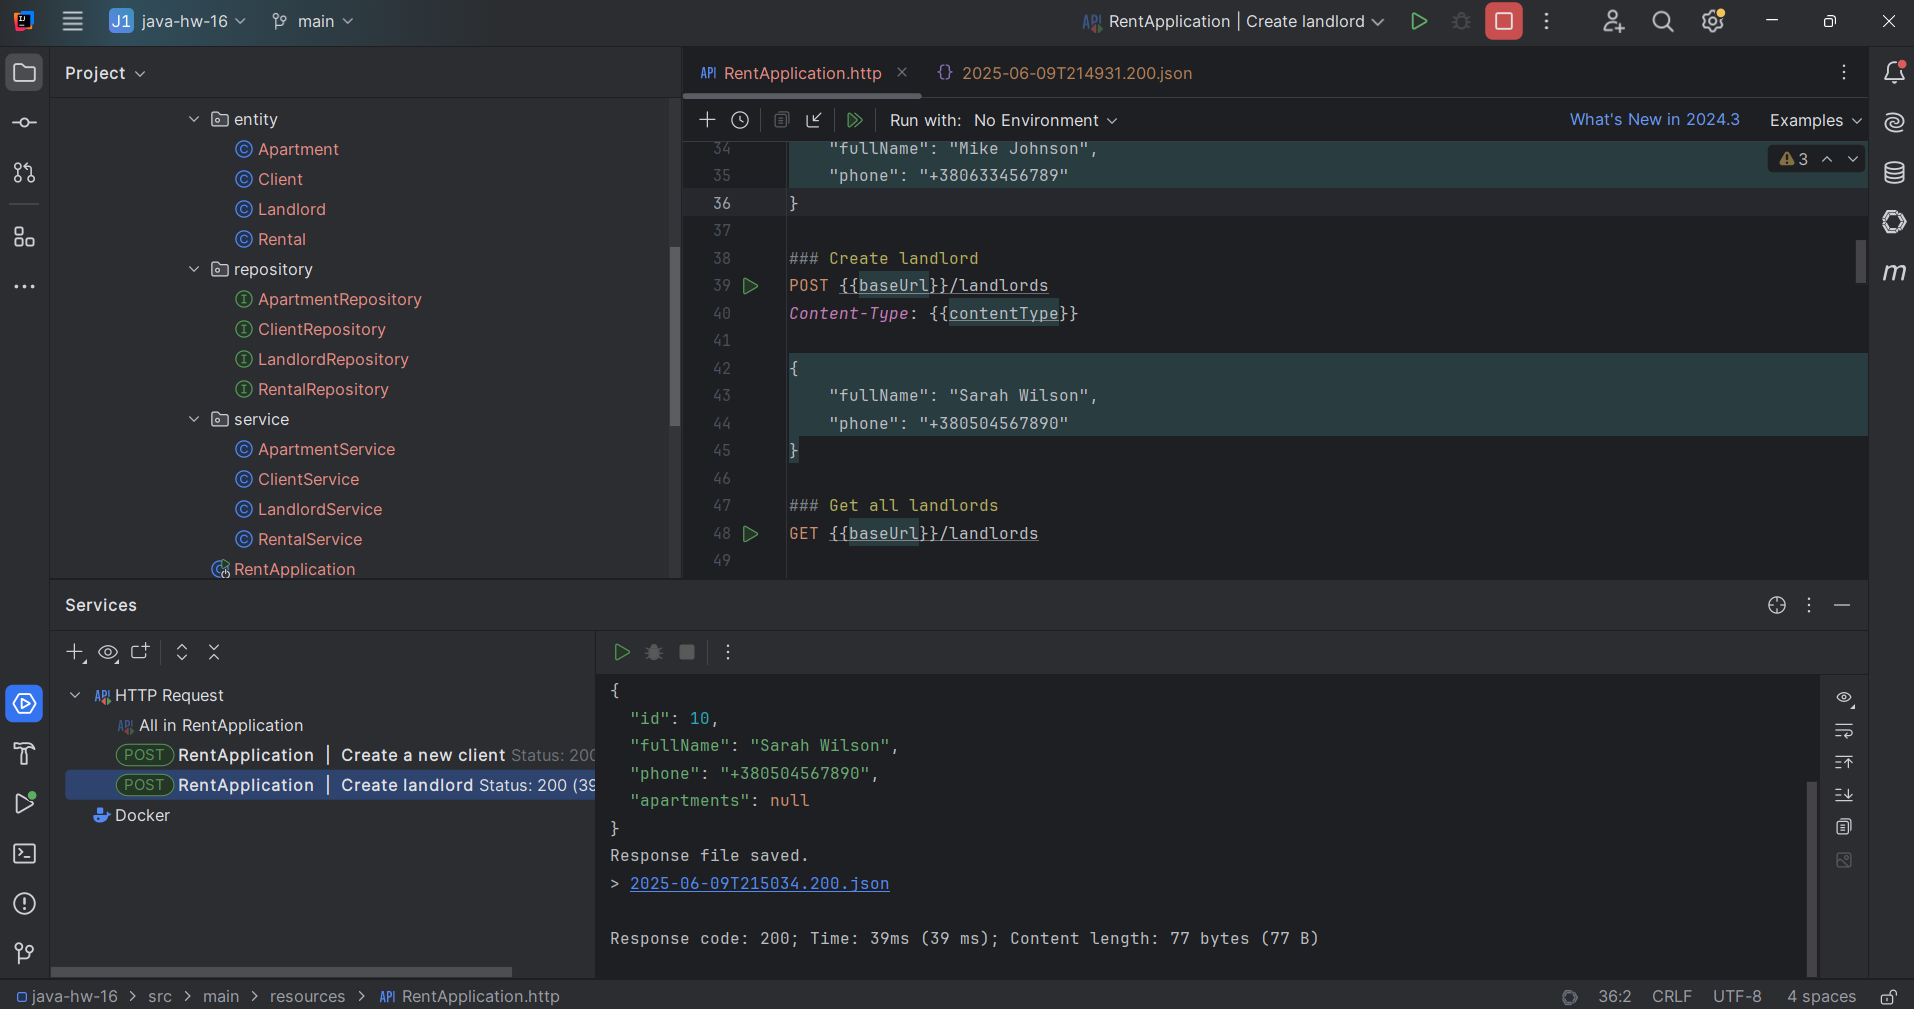 J1 java-hw-16 main RentApplication | Create landlord
Project
entity
Apartment
Client
Landlord
Rental
repository
ApartmentRepository
ClientRepository
LandlordRepository
RentalRepository
service
ApartmentService
ClientService
LandlordService
RentalService
RentApplication
API RentApplication.http {} 2025-06-09T214931.200.json
Run with: No Environment What's New in 2024.3 Examples
3
34 "fullName": "Mike Johnson",
35 "phone": "+380633456789"
36 }
37
38 ### Create landlord
39 POST {{baseUrl}}/landlords
40 Content-Type: {{contentType}}
41
42 {
43 "fullName": "Sarah Wilson",
44 "phone": "+380504567890"
45 }
46
47 ### Get all landlords
48 GET {{baseUrl}}/landlords
49
Services
API HTTP Request
API All in RentApplication
POST RentApplication | Create a new client Status: 200
POST RentApplication | Create landlord Status: 200 (39
Docker
{
"id": 10,
"fullName": "Sarah Wilson",
"phone": "+380504567890",
"apartments": null
}
Response file saved.
> 2025-06-09T215034.200.json
Response code: 200; Time: 39ms (39 ms); Content length: 77 bytes (77 B)
java-hw-16 > src > main > resources > API RentApplication.http 36:2 CRLF UTF-8 4 spaces